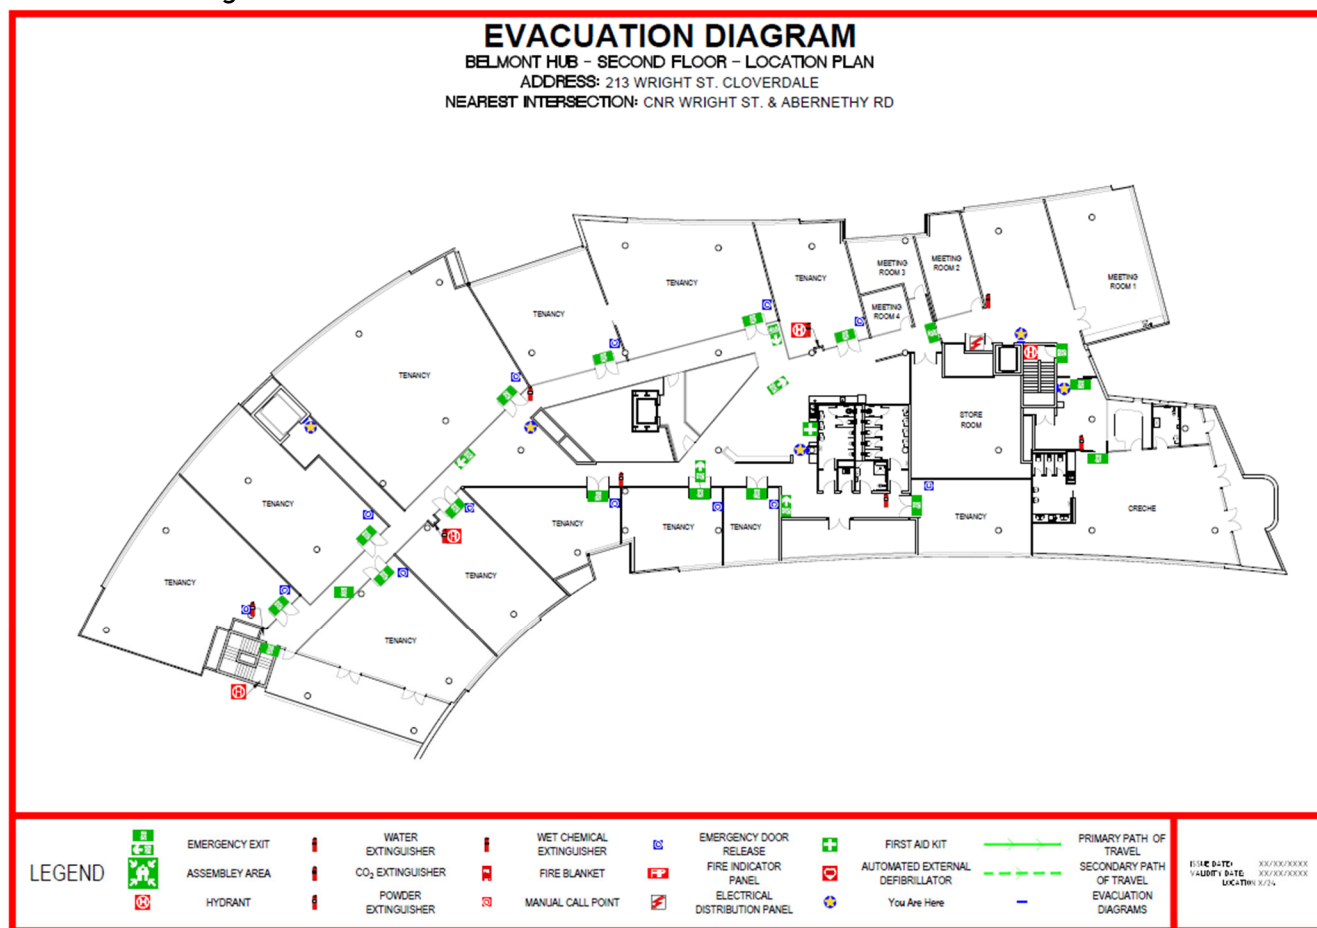 EVACUATION DIAGRAM
BELMONT HUB - SECOND FLOOR - LOCATION PLAN
ADDRESS: 213 WRIGHT ST. CLOVERDALE
NEAREST INTERSECTION: CNR WRIGHT ST. & ABERNETHY RD
TENANCY
TENANCY
MEETING
ROOM 3
MEETING
ROOM 2
MEETING
ROOM 1
MEETING
ROOM 4
TENANCY
TENANCY
STORE
ROOM
TENANCY
TENANCY
TENANCY
TENANCY
TENANCY
CRECHE
TENANCY
TENANCY
TENANCY
LEGEND
EMERGENCY EXIT
ASSEMBLEY AREA
HYDRANT
WATER
EXTINGUISHER
CO₂ EXTINGUISHER
POWDER
EXTINGUISHER
WET CHEMICAL
EXTINGUISHER
FIRE BLANKET
MANUAL CALL POINT
EMERGENCY DOOR
RELEASE
FIP
FIRE INDICATOR
PANEL
ELECTRICAL
DISTRIBUTION PANEL
FIRST AID KIT
AUTOMATED EXTERNAL
DEFIBRILLATOR
You Are Here
PRIMARY PATH OF
TRAVEL
SECONDARY PATH
OF TRAVEL
EVACUATION
DIAGRAMS
ISSUE DATE: XX/XX/XXXX
VALIDITY DATE: XX/XX/XXXX
LOCATION X/24